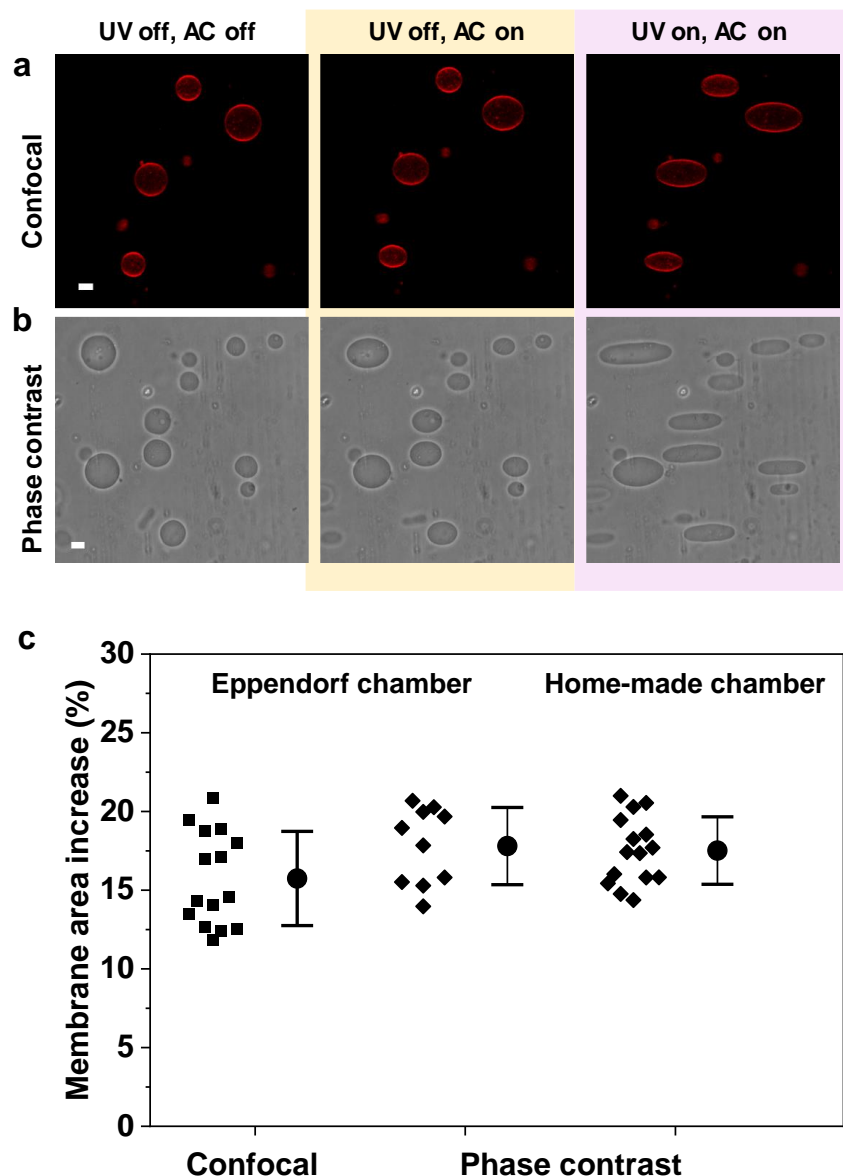 UV off, AC off
UV off, AC on
UV on, AC on
a
Confocal
b
Phase contrast
c
Membrane area increase (%)
30
25
20
15
10
5
0
Eppendorf chamber
Home-made chamber
Confocal
Phase contrast